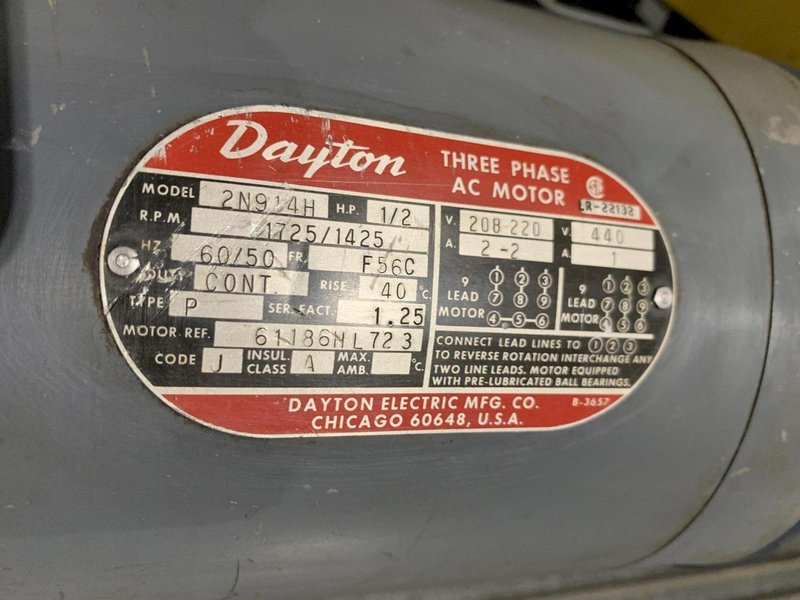 Dayton
THREE PHASE
AC MOTOR
LR-22132
MODEL 2N914H H.P. 1/2
R.P.M. 1725/1425
HZ 60/50 FR. F56C
DUTY CONT. RISE 40 °C.
TYPE P SER. FACT 1.25
MOTOR. REF. 61186NL723
CODE J INSUL. CLASS A MAX. AMB. °C.
V. 208-220 V. 440
A. 2-2 A. 1
9 LEAD MOTOR
1 2 3
7 8 9
4 5 6
9 LEAD MOTOR
1 2 3
7 8 9
4 5 6
CONNECT LEAD LINES TO 1 2 3
TO REVERSE ROTATION INTERCHANGE ANY
TWO LINE LEADS. MOTOR EQUIPPED
WITH PRE-LUBRICATED BALL BEARINGS.
DAYTON ELECTRIC MFG. CO. B-3657
CHICAGO 60648, U.S.A.